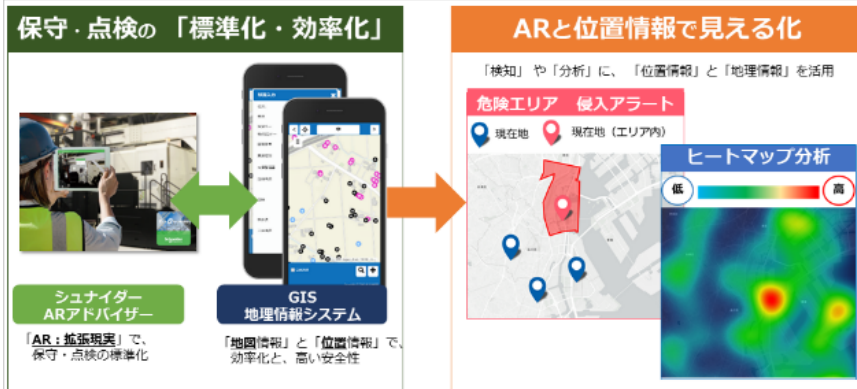 保守・点検の 「標準化・効率化」
シュナイダー
ARアドバイザー
「AR：拡張現実」で、
保守・点検の標準化
GIS
地理情報システム
「地図情報」と「位置情報」で、
効率化と、高い安全性
ARと位置情報で見える化
「検知」 や「分析」に、 「位置情報」と「地理情報」を活用
危険エリア 侵入アラート
現在地
現在地（エリア内）
ヒートマップ分析
低
高